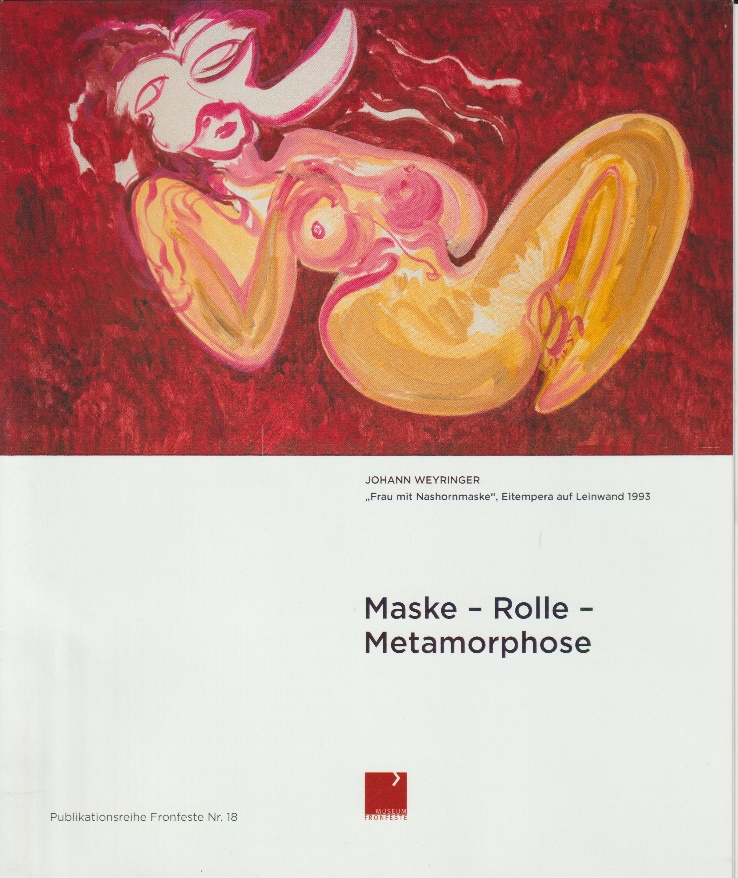 JOHANN WEYRINGER
„Frau mit Nashornmaske“, Eitempera auf Leinwand 1993
Maske – Rolle –
Metamorphose
MUSEUM
FRONFESTE
Publikationsreihe Fronfeste Nr. 18